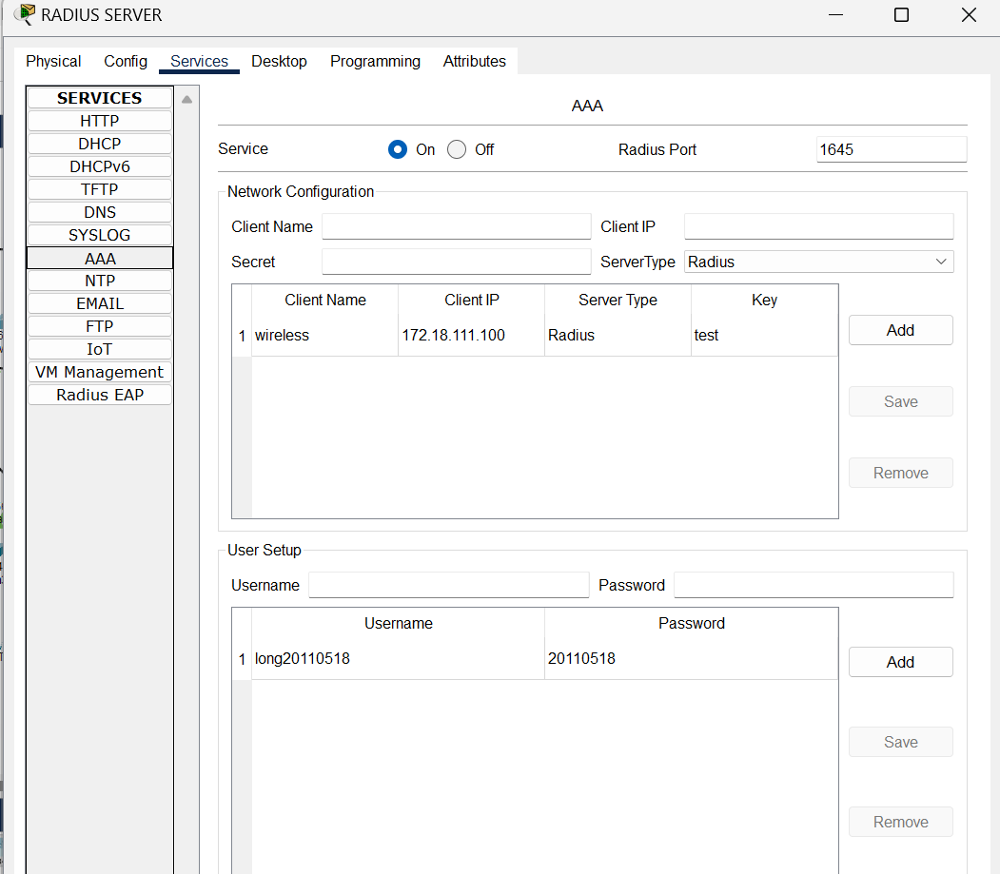 RADIUS SERVER
Physical Config Services Desktop Programming Attributes
SERVICES
HTTP
DHCP
DHCPv6
TFTP
DNS
SYSLOG
AAA
NTP
EMAIL
FTP
IoT
VM Management
Radius EAP
AAA
Service On Off Radius Port 1645
Network Configuration
Client Name Client IP
Secret ServerType Radius
Client Name Client IP Server Type Key
1 wireless 172.18.111.100 Radius test
Add
Save
Remove
User Setup
Username Password
Username Password
1 long20110518 20110518
Add
Save
Remove